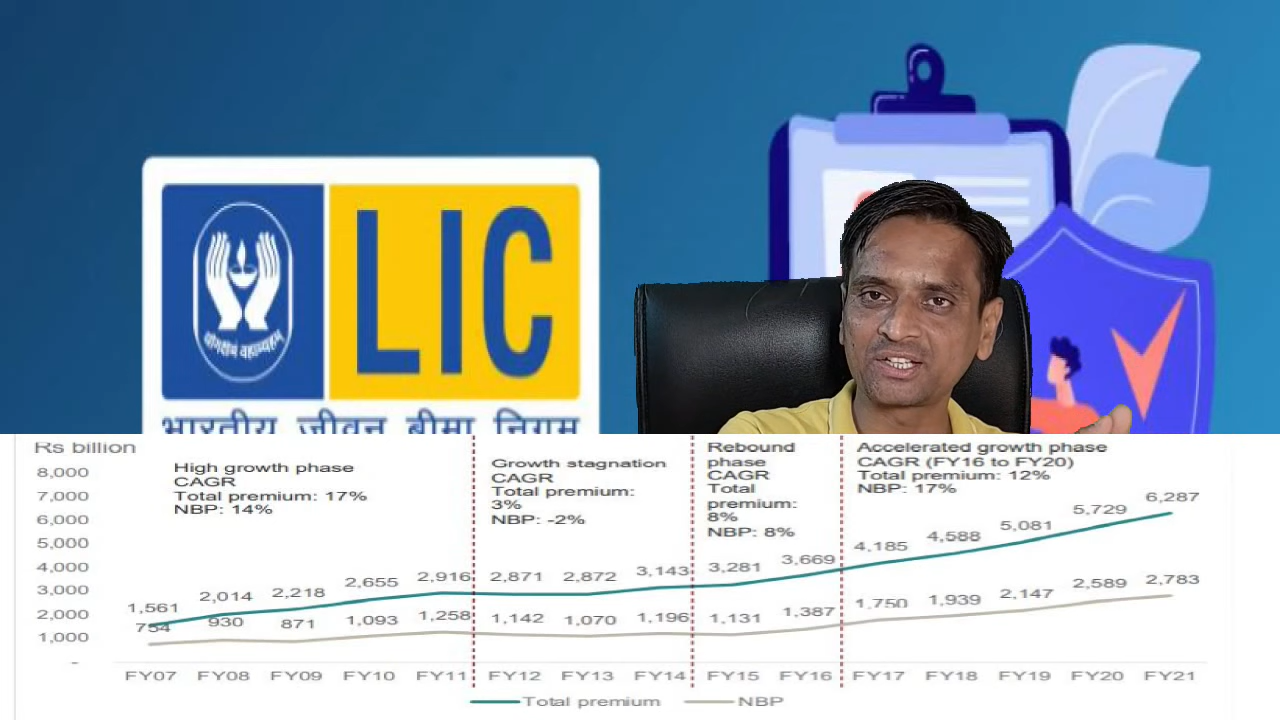 योगक्षेमं वहाम्यहम्
LIC
भारतीय जीवन बीमा निगम
Rs billion
8,000
7,000
6,000
5,000
4,000
3,000
2,000
1,000
-
High growth phase
CAGR
Total premium: 17%
NBP: 14%
Growth stagnation
CAGR
Total premium:
3%
NBP: -2%
Rebound
phase
CAGR
Total
premium:
8%
NBP: 8%
Accelerated growth phase
CAGR (FY16 to FY20)
Total premium: 12%
NBP: 17%
1,561 2,014 2,218 2,655 2,916 2,871 2,872 3,143 3,281 3,669 4,185 4,588 5,081 5,729 6,287
754 930 871 1,093 1,258 1,142 1,070 1,196 1,131 1,387 1,750 1,939 2,147 2,589 2,783
FY07 FY08 FY09 FY10 FY11 FY12 FY13 FY14 FY15 FY16 FY17 FY18 FY19 FY20 FY21
Total premium NBP